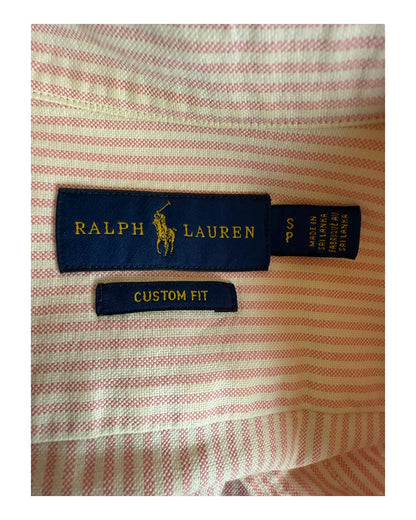 RALPH LAUREN
S
P
MADE IN
SRI LANKA
FABRIQUÉ AU
SRI LANKA
CUSTOM FIT